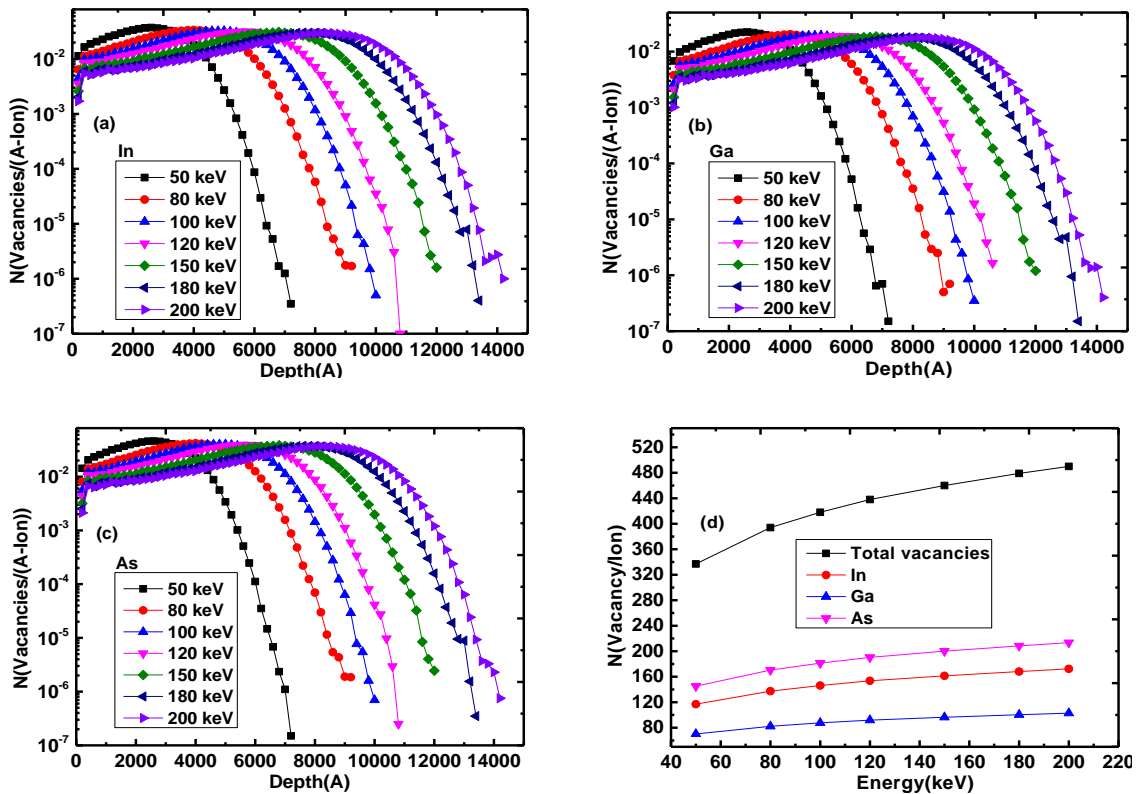 N(Vacancies/(A-Ion))
10-2
10-3
10-4
10-5
10-6
10-7
(a)
In
50 keV
80 keV
100 keV
120 keV
150 keV
180 keV
200 keV
0 2000 4000 6000 8000 10000 12000 14000
Depth(A)
N(Vacancies/(A-Ion))
10-2
10-3
10-4
10-5
10-6
10-7
(b)
Ga
50 keV
80 keV
100 keV
120 keV
150 keV
180 keV
200 keV
0 2000 4000 6000 8000 10000 12000 14000
Depth(A)
N(Vacancies/(A-Ion))
10-2
10-3
10-4
10-5
10-6
10-7
(c)
As
50 keV
80 keV
100 keV
120 keV
150 keV
180 keV
200 keV
0 2000 4000 6000 8000 10000 12000 14000
Depth(A)
N(Vacancy/Ion)
520
480
440
400
360
320
280
240
200
160
120
80
(d)
Total vacancies
In
Ga
As
40 60 80 100 120 140 160 180 200
Energy(keV)